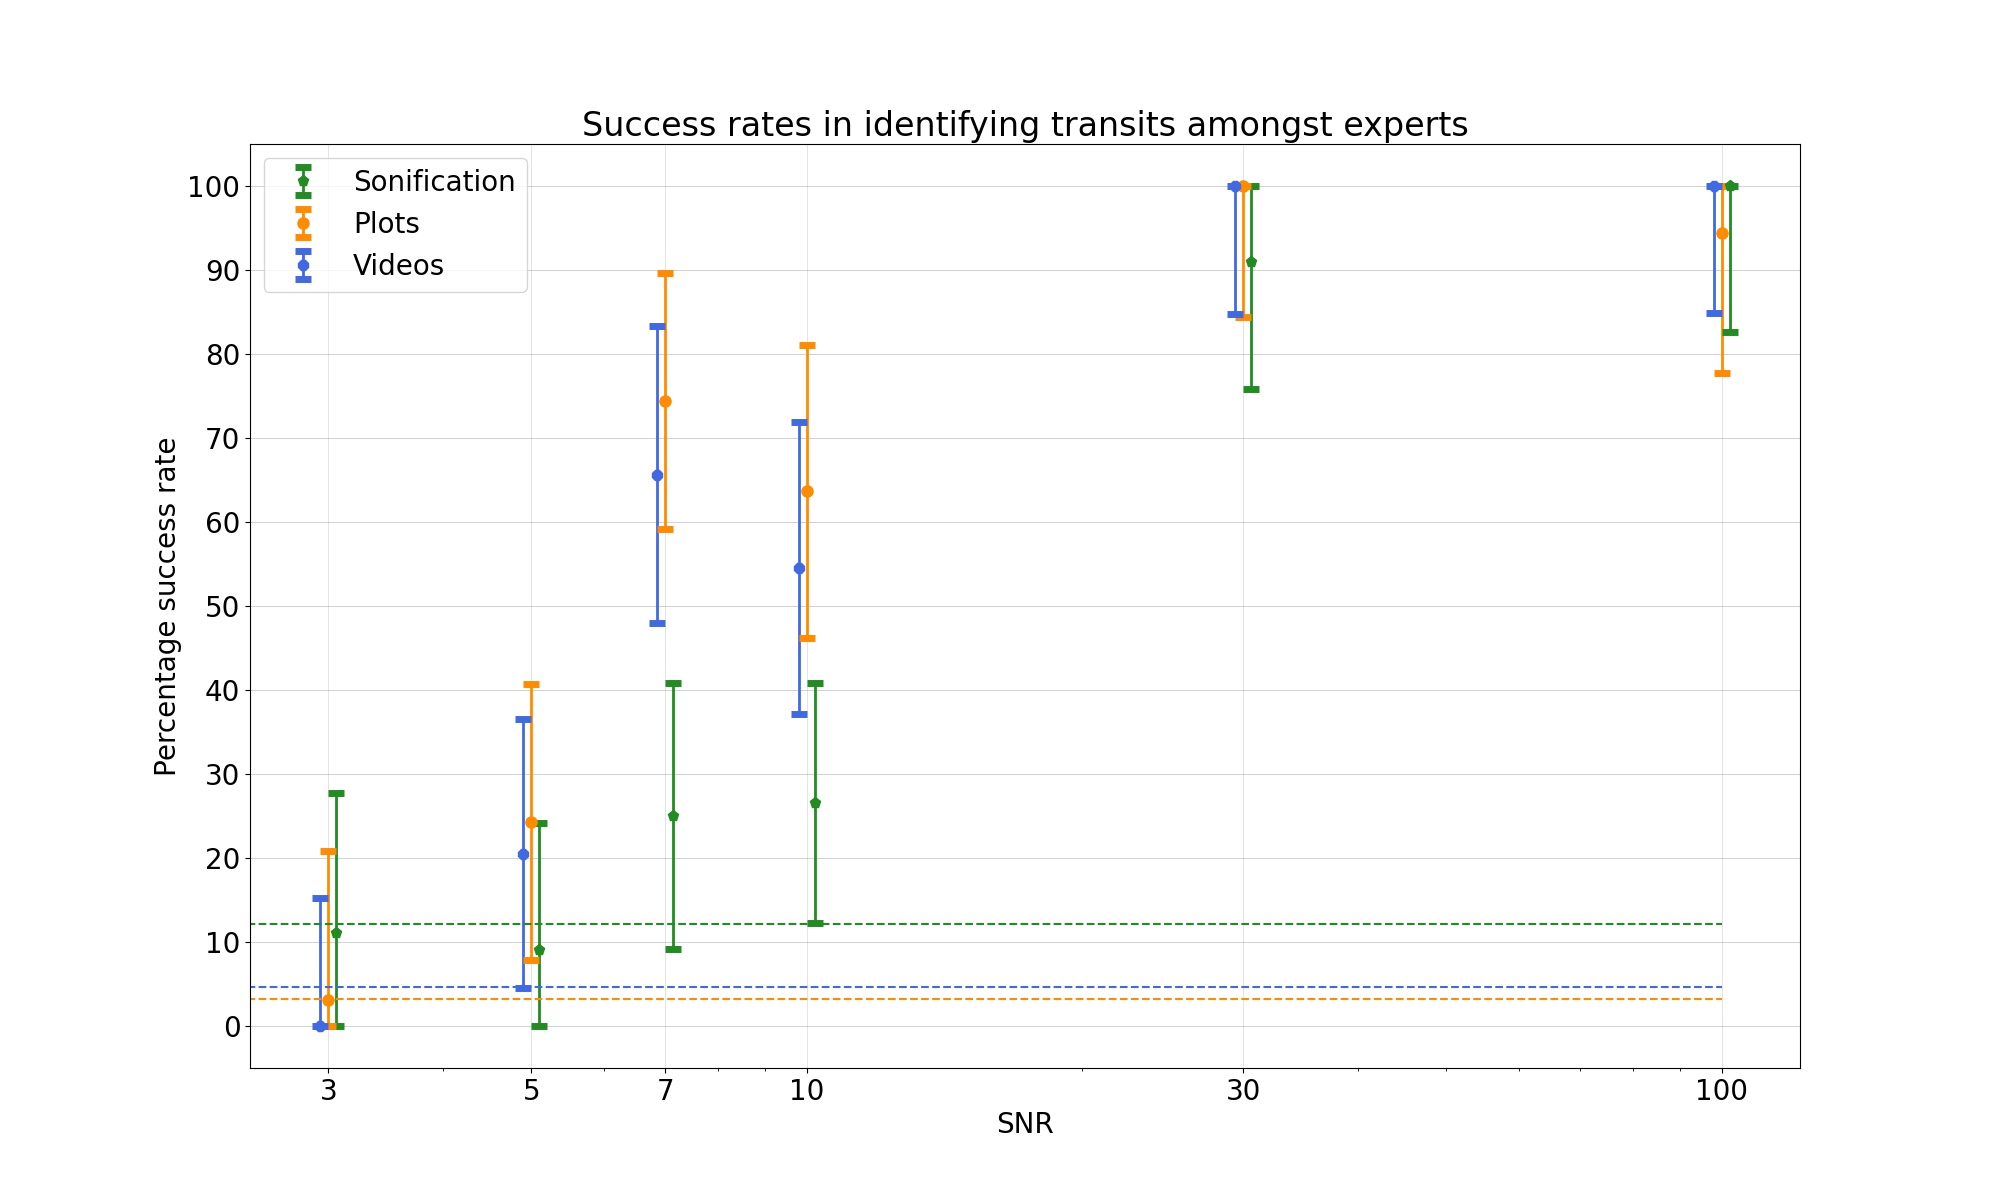 Success rates in identifying transits amongst experts
Sonification
Plots
Videos
100
90
80
70
60
50
40
30
20
10
0
Percentage success rate
3 5 7 10 30 100
SNR